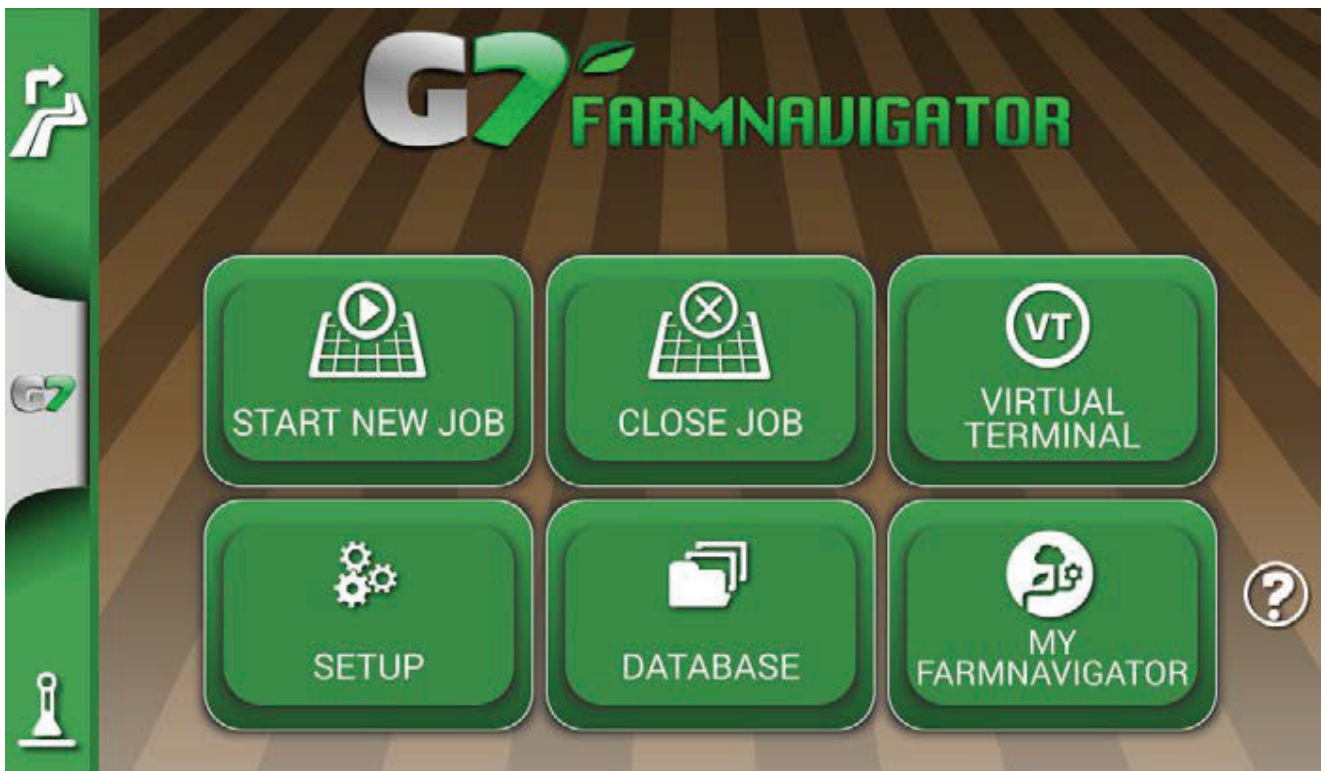 G7 FARMNAVIGATOR
START NEW JOB
CLOSE JOB
VT
VIRTUAL
TERMINAL
G7
SETUP
DATABASE
MY
FARMNAVIGATOR
?